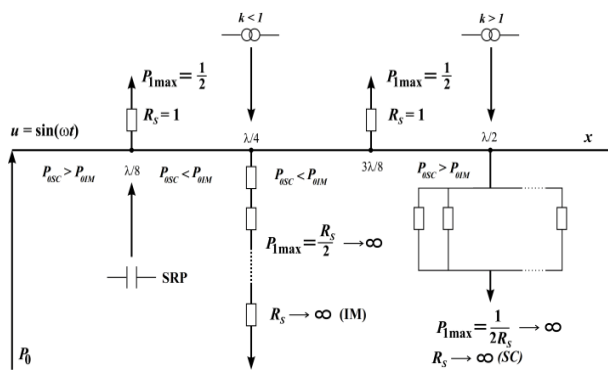 k < 1
k > 1
P1max = 1/2
P1max = 1/2
RS = 1
RS = 1
u = sin(ωt)
λ/4
λ/2
x
P0SC > P0IM
λ/8
P0SC < P0IM
P0SC < P0IM
3λ/8
P0SC > P0IM
P1max = RS/2 → ∞
SRP
RS → ∞ (IM)
P1max = 1/2RS → ∞
P0
RS → ∞ (SC)